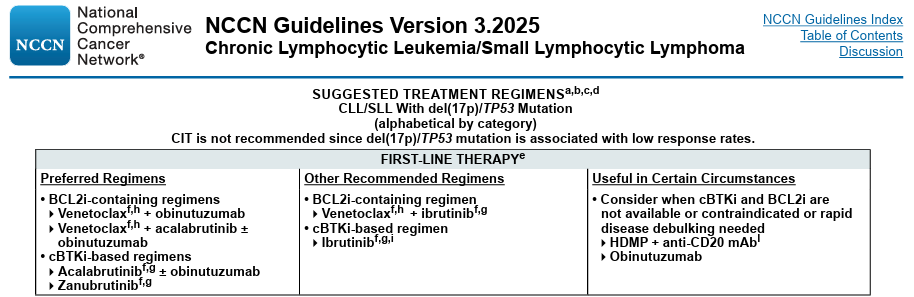 NCCN
National
Comprehensive
Cancer
Network®
NCCN Guidelines Version 3.2025
Chronic Lymphocytic Leukemia/Small Lymphocytic Lymphoma
NCCN Guidelines Index
Table of Contents
Discussion
SUGGESTED TREATMENT REGIMENSa,b,c,d
CLL/SLL With del(17p)/TP53 Mutation
(alphabetical by category)
CIT is not recommended since del(17p)/TP53 mutation is associated with low response rates.
FIRST-LINE THERAPYe
Preferred Regimens
• BCL2i-containing regimens
▸ Venetoclaxf,h + obinutuzumab
▸ Venetoclaxf,h + acalabrutinib ±
obinutuzumab
• cBTKi-based regimens
▸ Acalabrutinibf,g ± obinutuzumab
▸ Zanubrutinibf,g
Other Recommended Regimens
• BCL2i-containing regimen
▸ Venetoclaxf,h + ibrutinibf,g
• cBTKi-based regimen
▸ Ibrutinibf,g,i
Useful in Certain Circumstances
• Consider when cBTKi and BCL2i are
not available or contraindicated or rapid
disease debulking needed
▸ HDMP + anti-CD20 mAbl
▸ Obinutuzumab